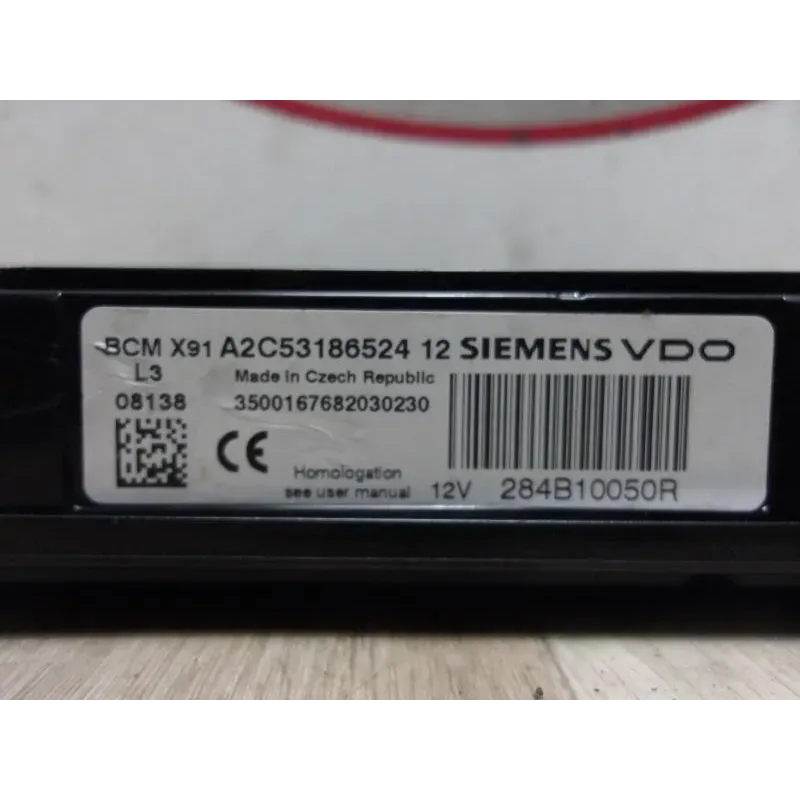 BCM X91 A2C53186524 12 SIEMENS VDO
L3 Made in Czech Republic
08138 3500167682030230
CE
Homologation
see user manual 12V 284B10050R